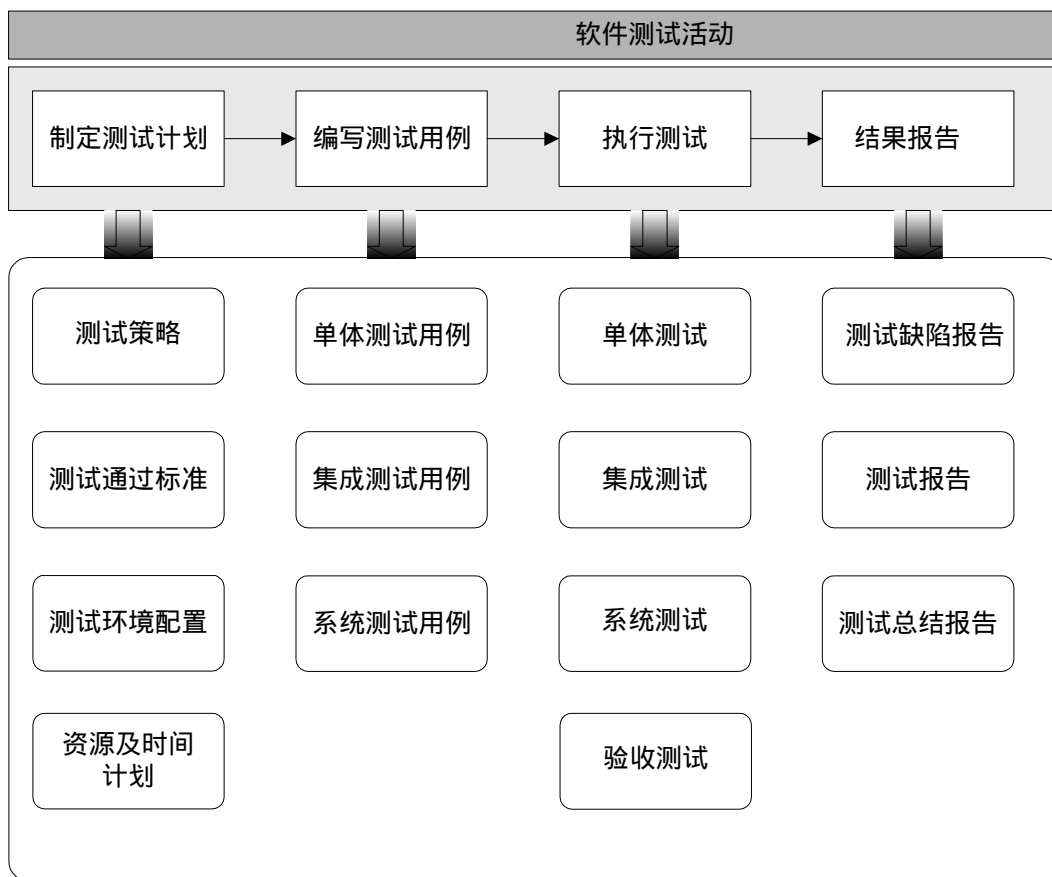 软件测试活动
制定测试计划
编写测试用例
执行测试
结果报告
测试策略
单体测试用例
单体测试
测试缺陷报告
测试通过标准
集成测试用例
集成测试
测试报告
测试环境配置
系统测试用例
系统测试
测试总结报告
资源及时间
计划
验收测试